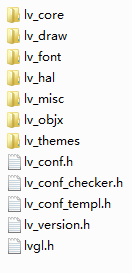 lv_core
lv_draw
lv_font
lv_hal
lv_misc
lv_objx
lv_themes
lv_conf.h
lv_conf_checker.h
lv_conf_templ.h
lv_version.h
lvgl.h